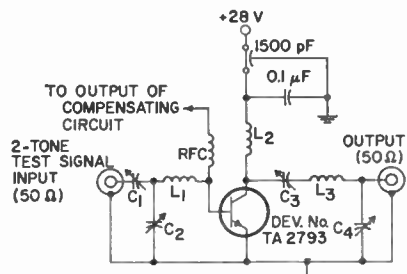 +28 V
1500 pF
0.1 µF
TO OUTPUT OF
COMPENSATING
CIRCUIT
2-TONE
TEST SIGNAL
INPUT
(50 Ω)
RFC
L2
OUTPUT
(50 Ω)
C1
L1
C3
L3
C2
DEV. No.
TA 2793
C4